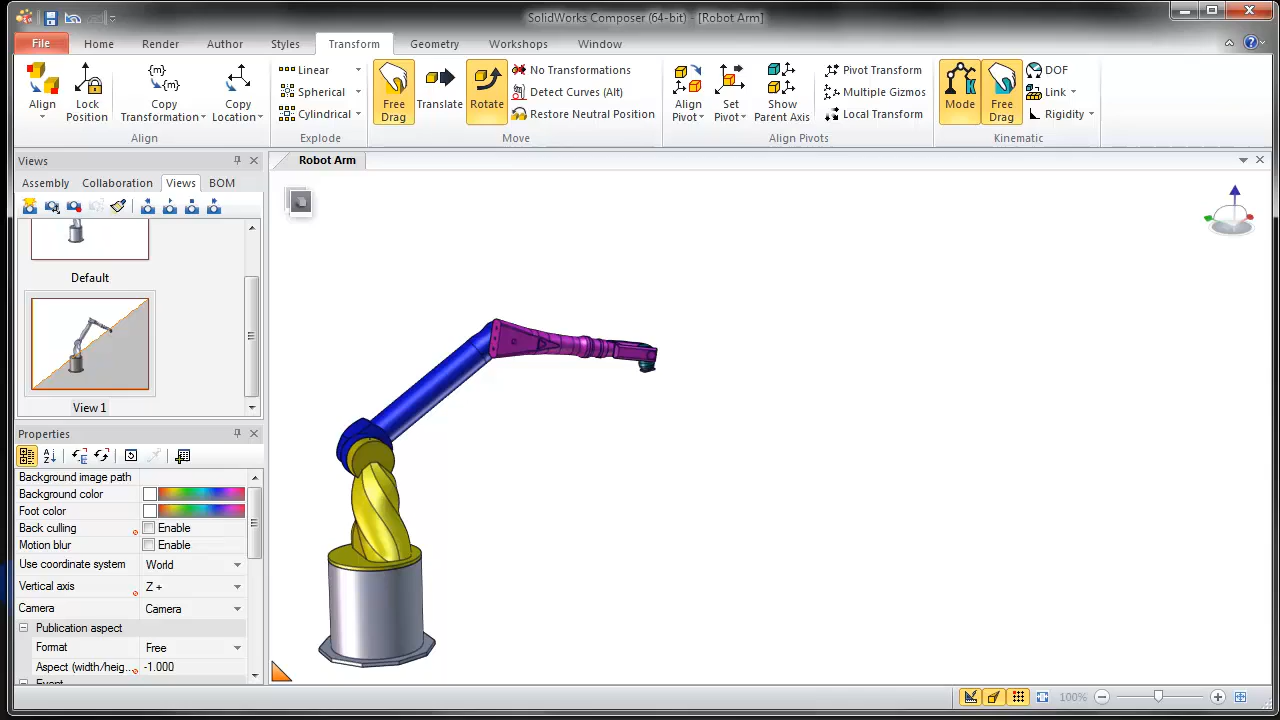 SolidWorks Composer (64-bit) - [Robot Arm]
File Home Render Author Styles Transform Geometry Workshops Window
Align
Lock Position
Copy Transformation
Copy Location
Align
Linear
Spherical
Cylindrical
Explode
Free Drag
Translate
Rotate
No Transformations
Detect Curves (Alt)
Restore Neutral Position
Move
Align Pivot
Set Pivot
Show Parent Axis
Pivot Transform
Multiple Gizmos
Local Transform
Align Pivots
Mode
Free Drag
DOF
Link
Rigidity
Kinematic
Views
Assembly Collaboration Views BOM
Default
View 1
Robot Arm
Properties
Background image path
Background color
Foot color
Back culling Enable
Motion blur Enable
Use coordinate system World
Vertical axis Z +
Camera Camera
Publication aspect
Format Free
Aspect (width/heig... -1.000
Event
100%